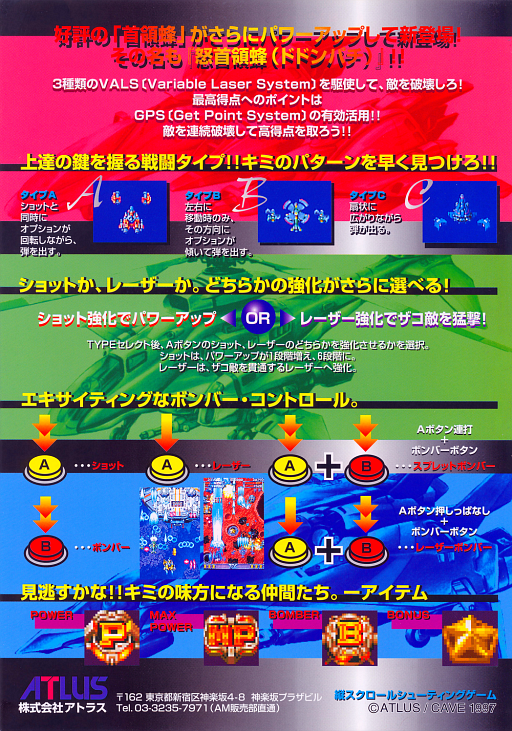 好評の「首領蜂」がさらにパワーアップして新登場!
その名も『怒首領蜂(ドドンパチ)』!!
3種類のVALS(Variable Laser System)を駆使して、敵を破壊しろ!
最高得点へのポイントは
GPS(Get Point System)の有効活用!!
敵を連続破壊して高得点を取ろう!!
上達の鍵を握る戦闘タイプ!!キミのパターンを早く見つけろ!!
タイプA
A
ショットと
同時に
オプションが
回転しながら、
弾を出す。
タイプB
B
左右に
移動時のみ、
その方向に
オプションが
傾いて弾を出す。
タイプC
C
扇状に
広がりながら
弾が出る。
ショットか、レーザーか。どちらかの強化がさらに選べる!
ショット強化でパワーアップ OR レーザー強化でザコ敵を猛撃!
TYPEセレクト後、Aボタンのショット、レーザーのどちらかを強化させるかを選択。
ショットは、パワーアップが1段階増え、6段階に。
レーザーは、ザコ敵を貫通するレーザーへ強化。
エキサイティングなボンバー・コントロール。
A …ショット
A …レーザー
A + B
Aボタン連打
+
ボンバーボタン
…スプレッドボンバー
B …ボンバー
A + B
Aボタン押しっぱなし
+
ボンバーボタン
…レーザーボンバー
見逃すかな!!キミの味方になる仲間たち。ーアイテム
POWER
P
MAX
POWER
MP
BOMBER
B
BONUS
ATLUS
株式会社アトラス
〒162 東京都新宿区神楽坂4-8 神楽坂プラザビル
Tel. 03-3235-7971(AM販売部直通)
縦スクロールシューティングゲーム
©ATLUS / CAVE 1997